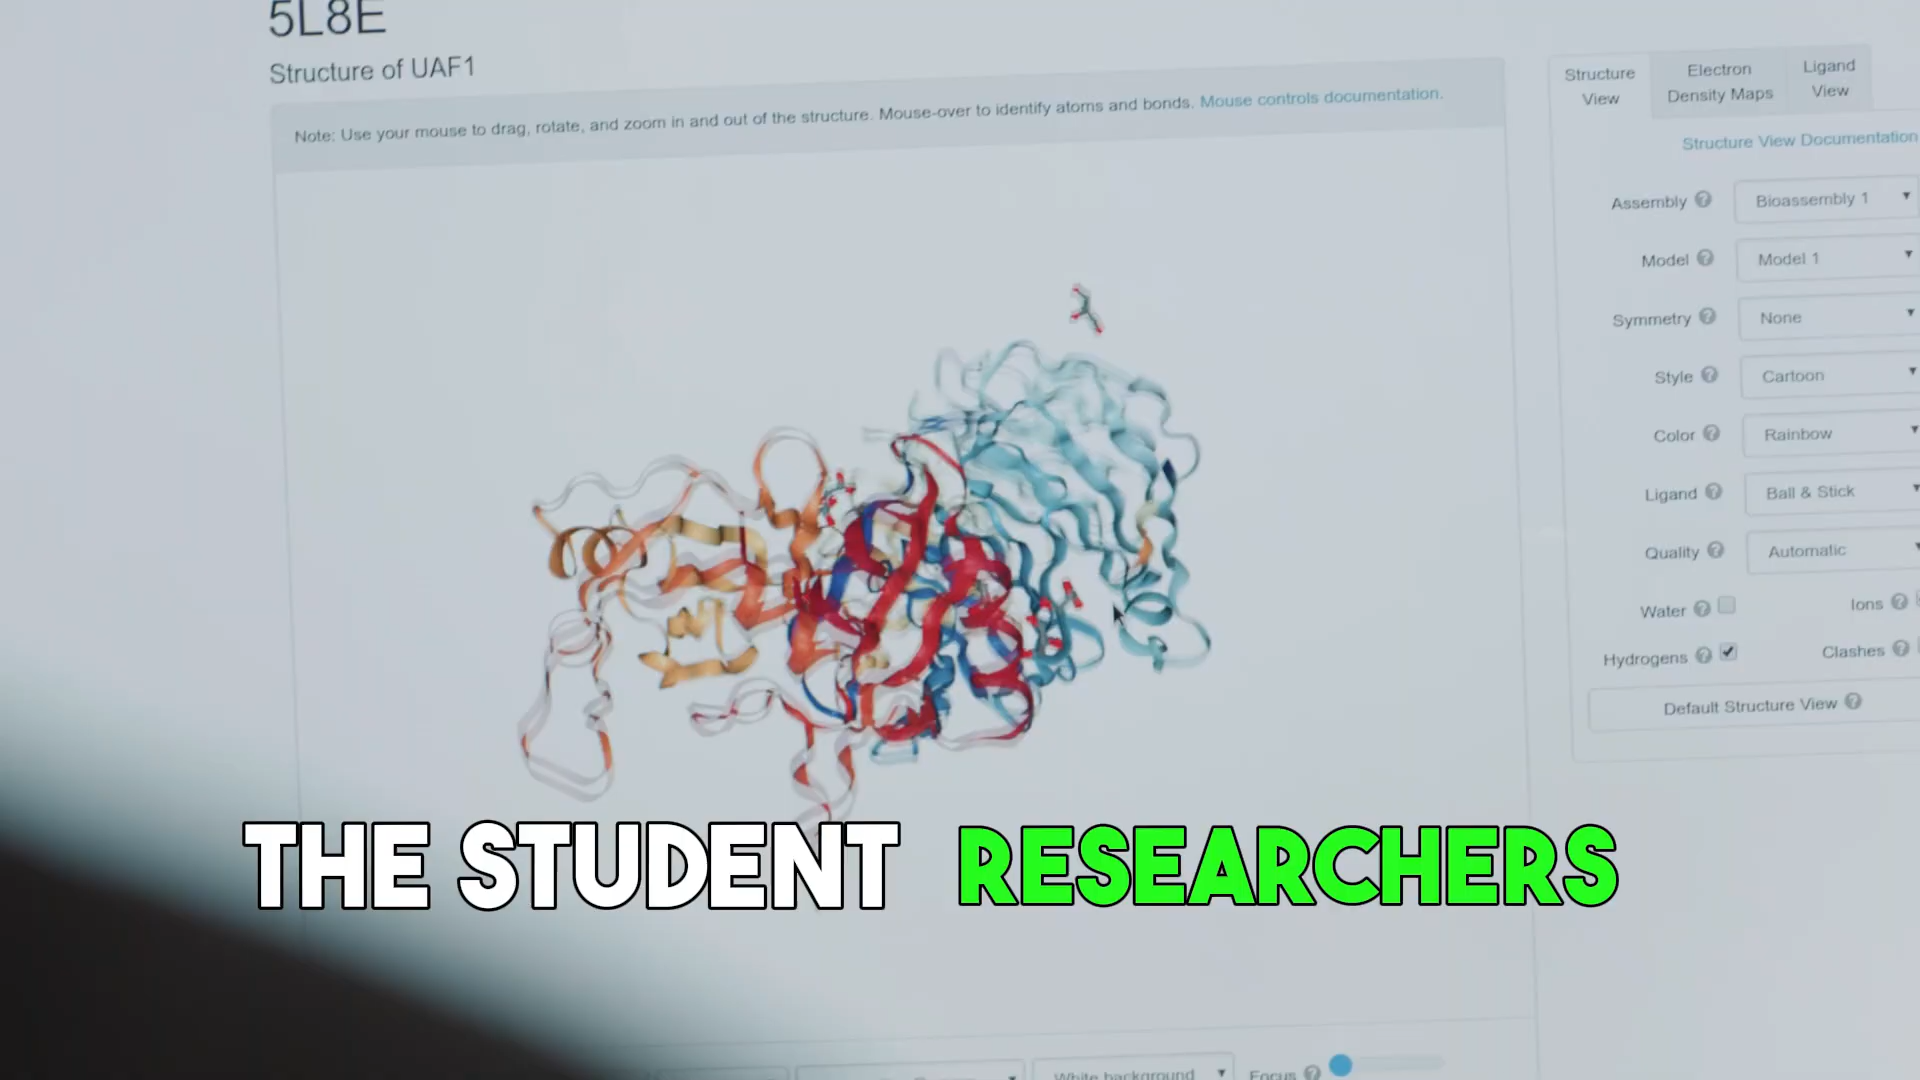 5L8E
Structure of UAF1
Note: Use your mouse to drag, rotate, and zoom in and out of the structure. Mouse-over to identify atoms and bonds. Mouse controls documentation.
Structure View
Electron Density Maps
Ligand View
Structure View Documentation
Assembly Bioassembly 1
Model Model 1
Symmetry None
Style Cartoon
Color Rainbow
Ligand Ball & Stick
Quality Automatic
Water Ions
Hydrogens Clashes
Default Structure View
THE STUDENT RESEARCHERS
White background Focus